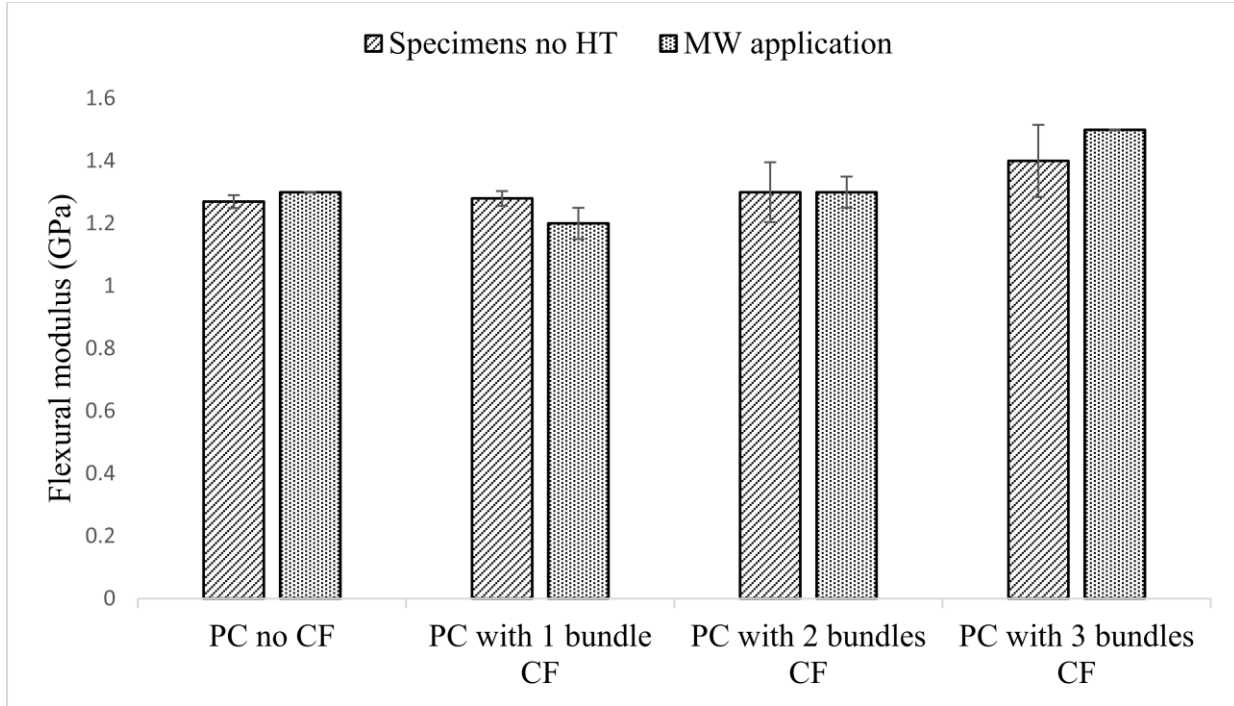 Specimens no HT MW application
Flexural modulus (GPa)
1.6
1.4
1.2
1
0.8
0.6
0.4
0.2
0
PC no CF
PC with 1 bundle
CF
PC with 2 bundles
CF
PC with 3 bundles
CF